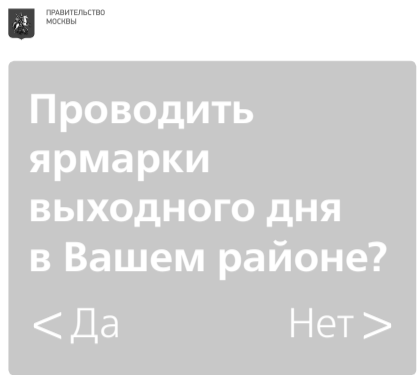 ПРАВИТЕЛЬСТВО
МОСКВЫ
Проводить
ярмарки
выходного дня
в Вашем районе?
< Да
Нет >